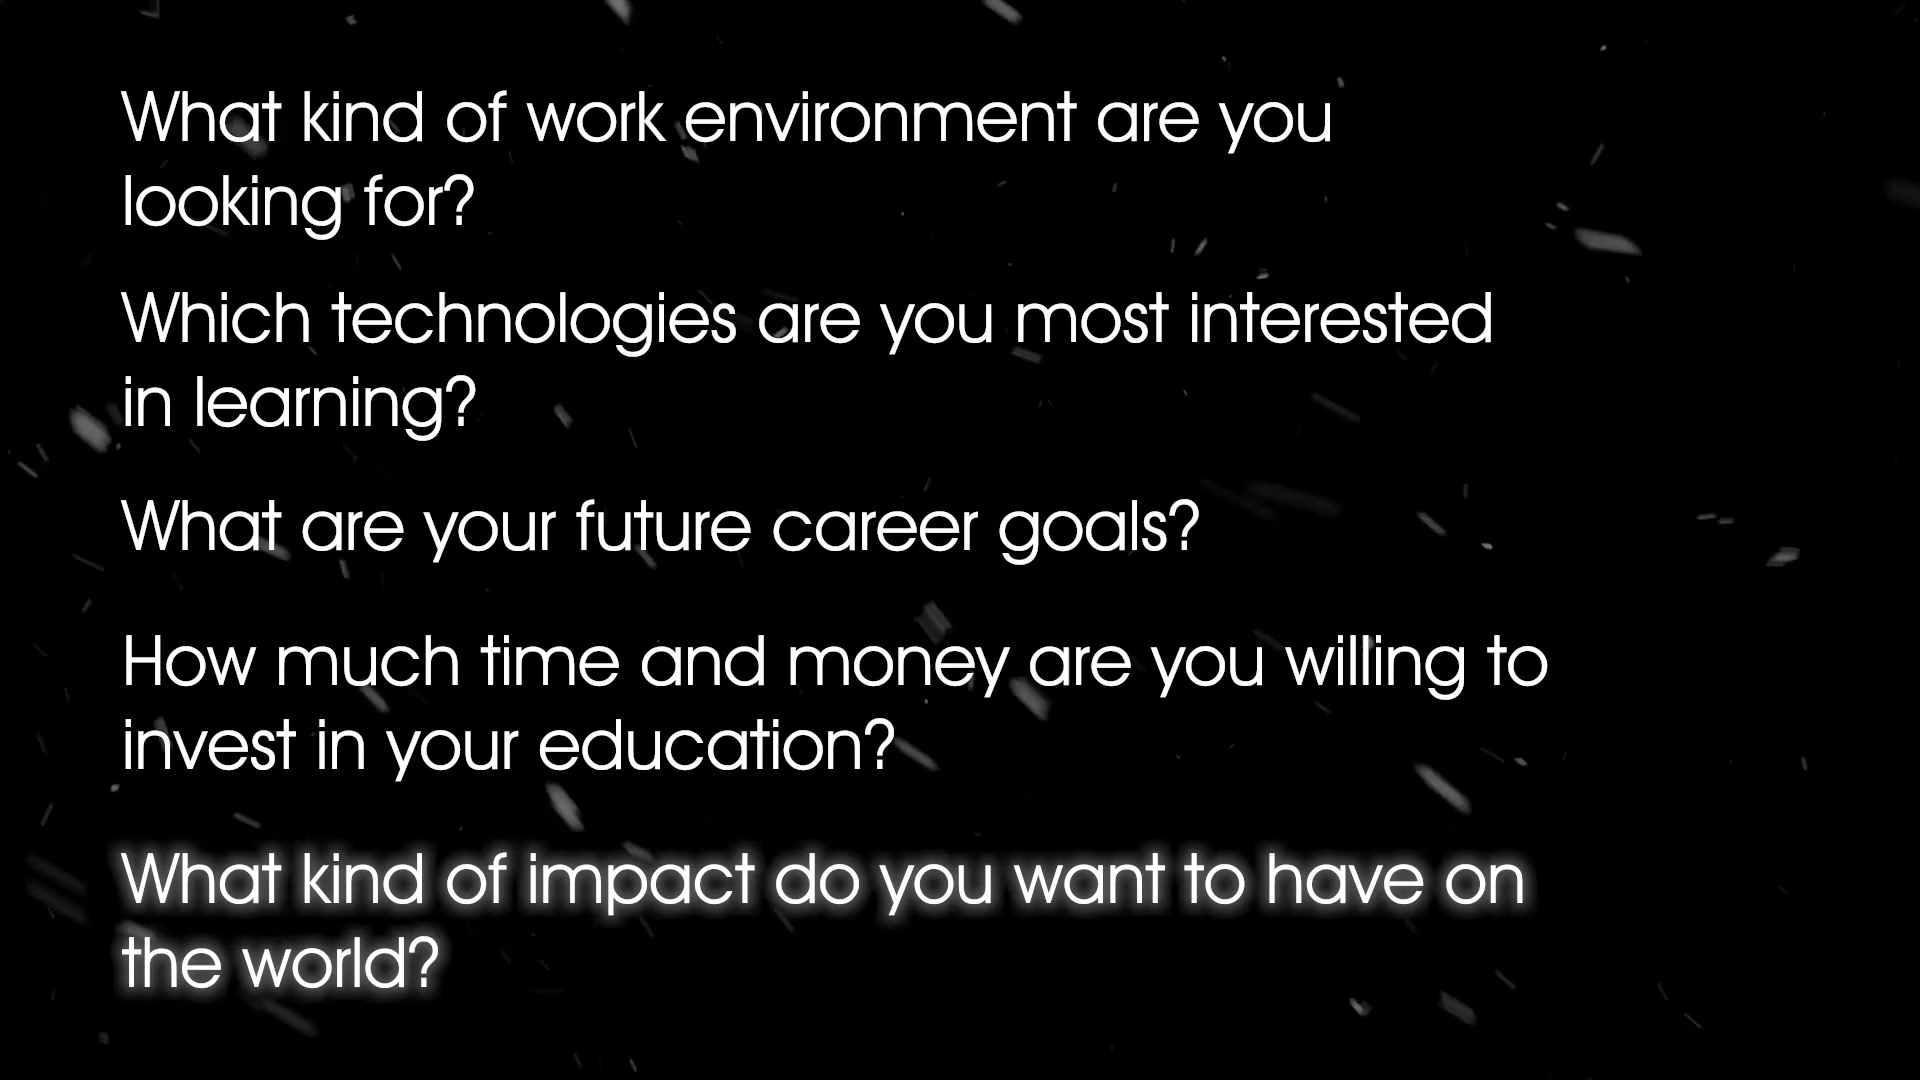 What kind of work environment are you
looking for?
Which technologies are you most interested
in learning?
What are your future career goals?
How much time and money are you willing to
invest in your education?
What kind of impact do you want to have on
the world?